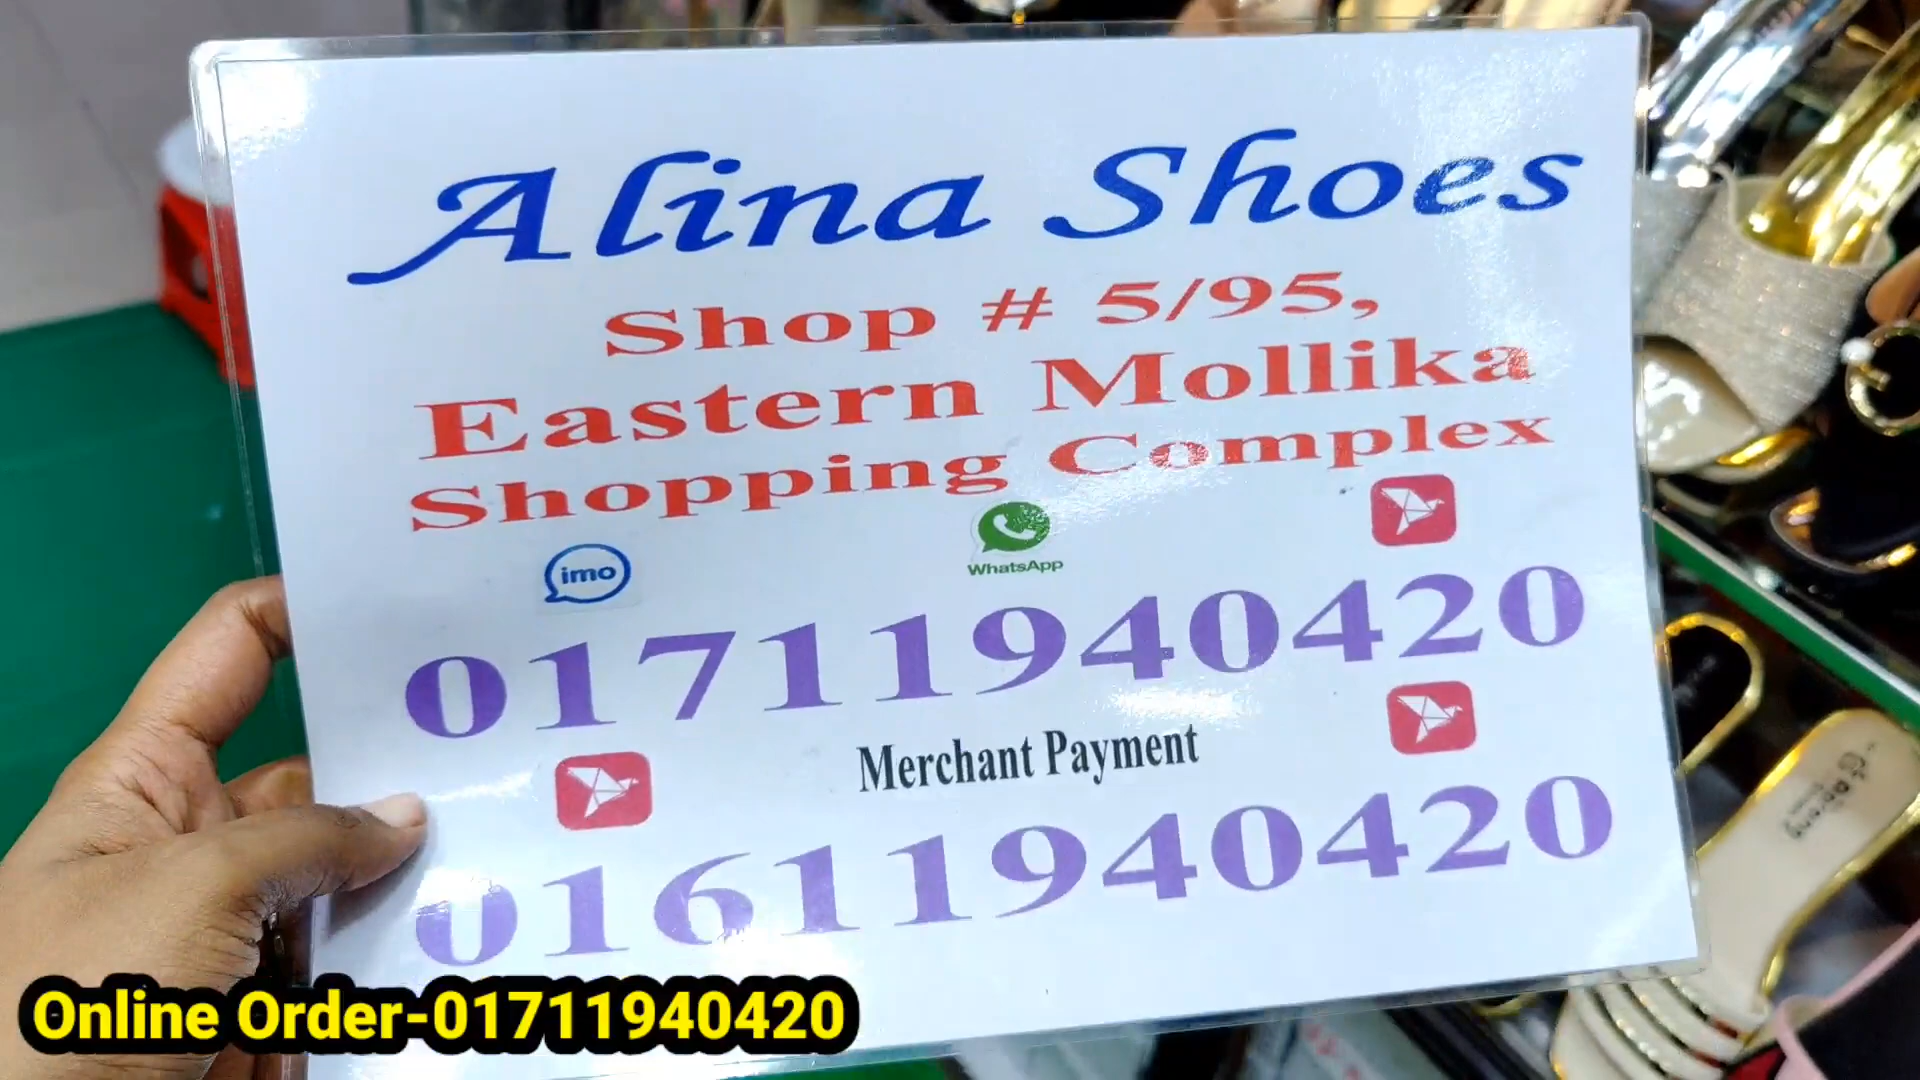 Alina Shoes
Shop # 5/95,
Eastern Mollika
Shopping Complex
imo
WhatsApp
01711940420
Merchant Payment
01611940420
Online Order-01711940420